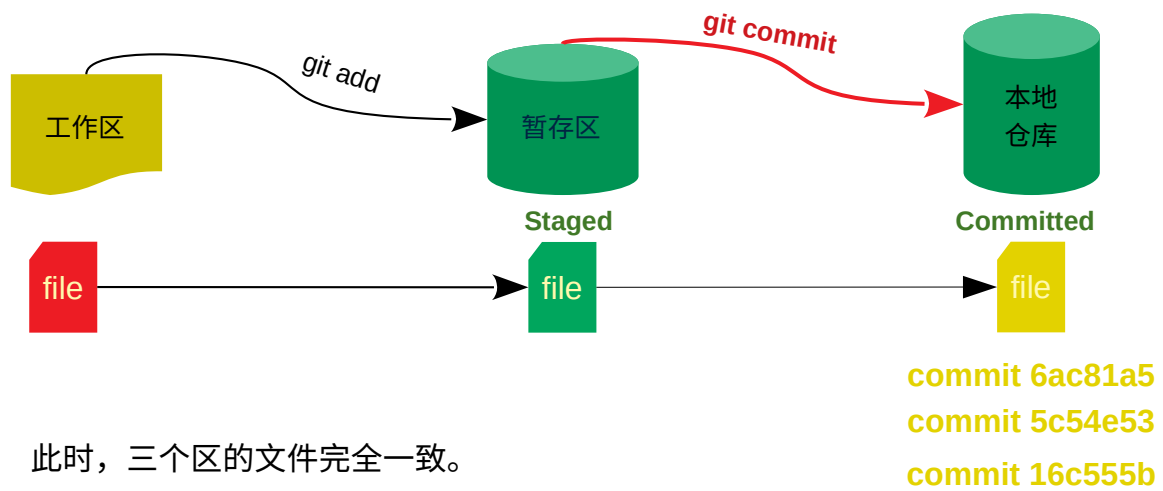 git commit
git add
工作区
暂存区
本地
仓库
Staged
Committed
file
file
file
commit 6ac81a5
commit 5c54e53
此时，三个区的文件完全一致。
commit 16c555b